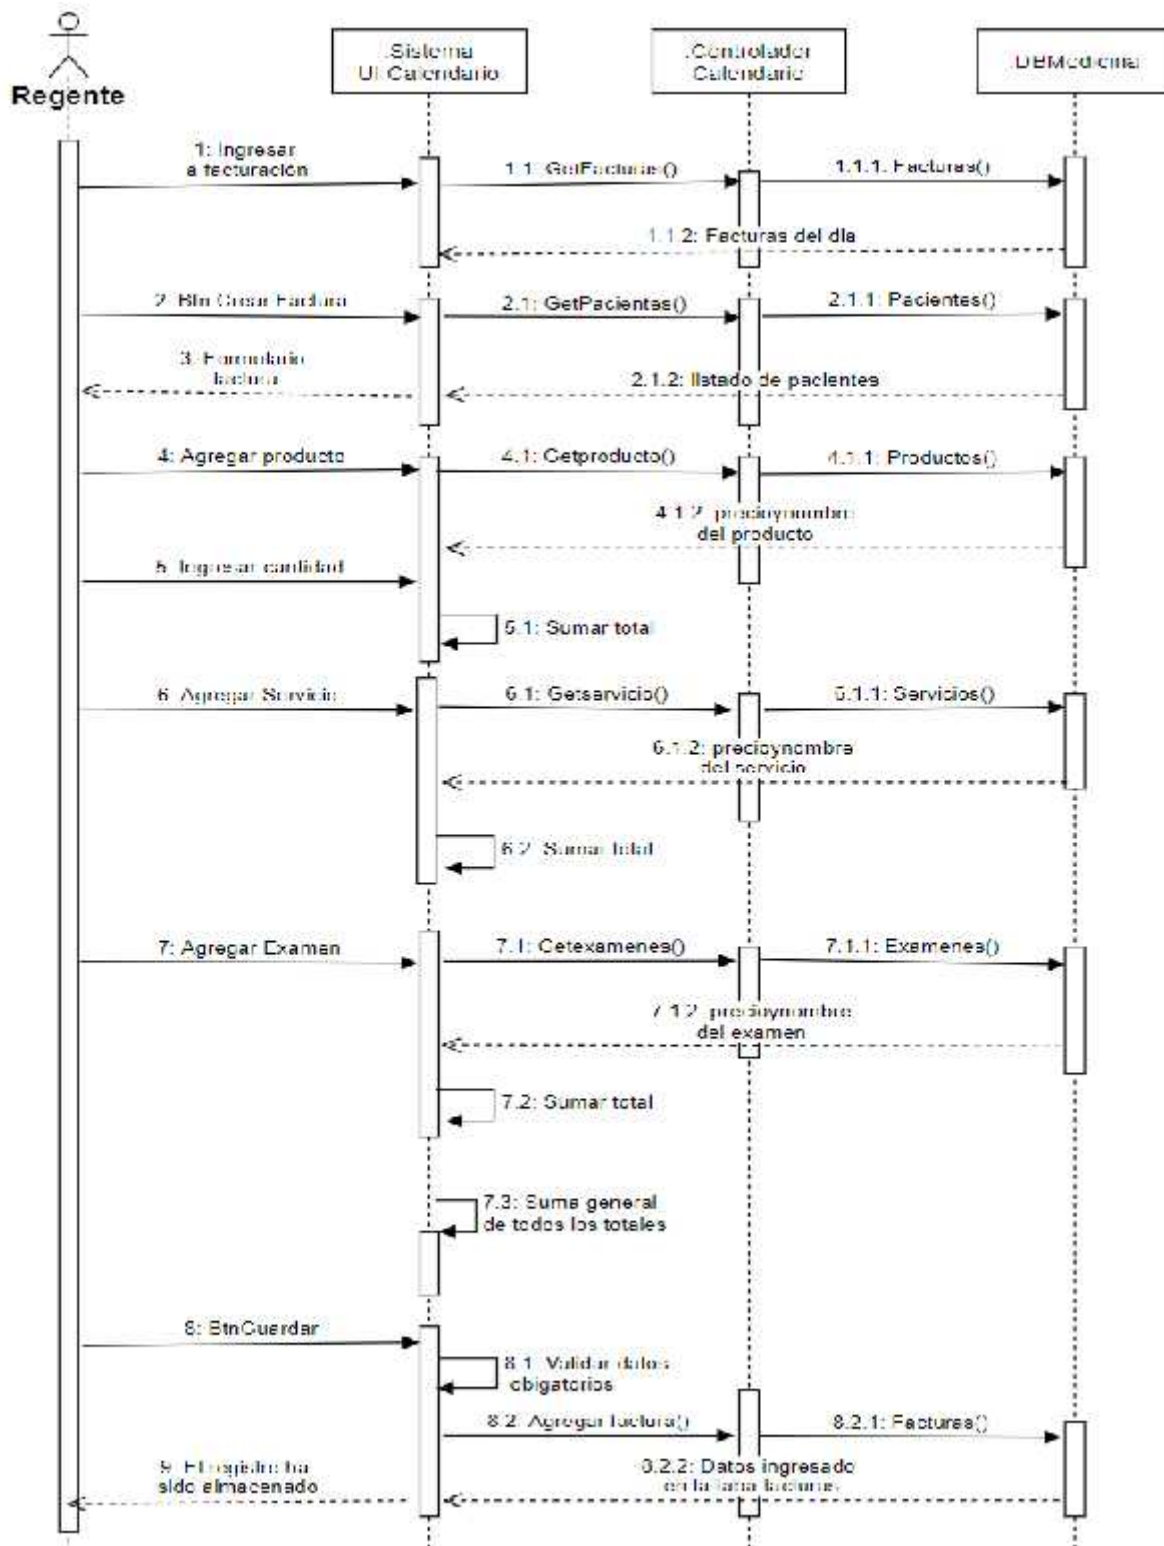 Regente
:Sistema
UI Calendario
:Controlador
Calendario
:DBMedicina
1: Ingresar
a facturación
1.1: GetFacturas()
1.1.1: Facturas()
1.1.2: Facturas del día
2: Btn Crear Factura
2.1: GetPacientes()
2.1.1: Pacientes()
3: Formulario
factura
2.1.2: listado de pacientes
4: Agregar producto
4.1: Getproducto()
4.1.1: Productos()
4.1.2: precioynombre
del producto
5: Ingresar cantidad
5.1: Sumar total
6: Agregar Servicio
6.1: Getservicio()
6.1.1: Servicios()
6.1.2: precioynombre
del servicio
6.2: Sumar total
7: Agregar Examen
7.1: Getexamenes()
7.1.1: Examenes()
7.1.2: precioynombre
del examen
7.2: Sumar total
7.3: Suma general
de todos los totales
8: BtnGuardar
8.1: Validar datos
obigatorios
8.2: Agregar factura()
8.2.1: Facturas()
9: El registro ha
sido almacenado
8.2.2: Datos ingresado
en la taba facturas